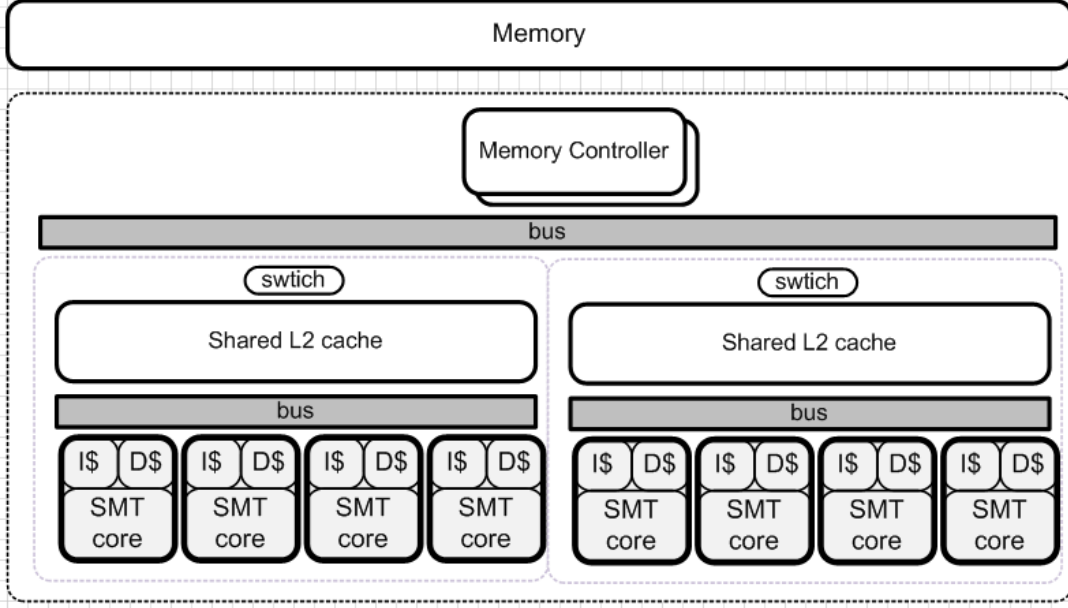 Memory
Memory Controller
bus
swtich
swtich
Shared L2 cache
Shared L2 cache
bus
bus
I$ D$ I$ D$ I$ D$ I$ D$
I$ D$ I$ D$ I$ D$ I$ D$
SMT SMT SMT SMT
core core core core
SMT SMT SMT SMT
core core core core